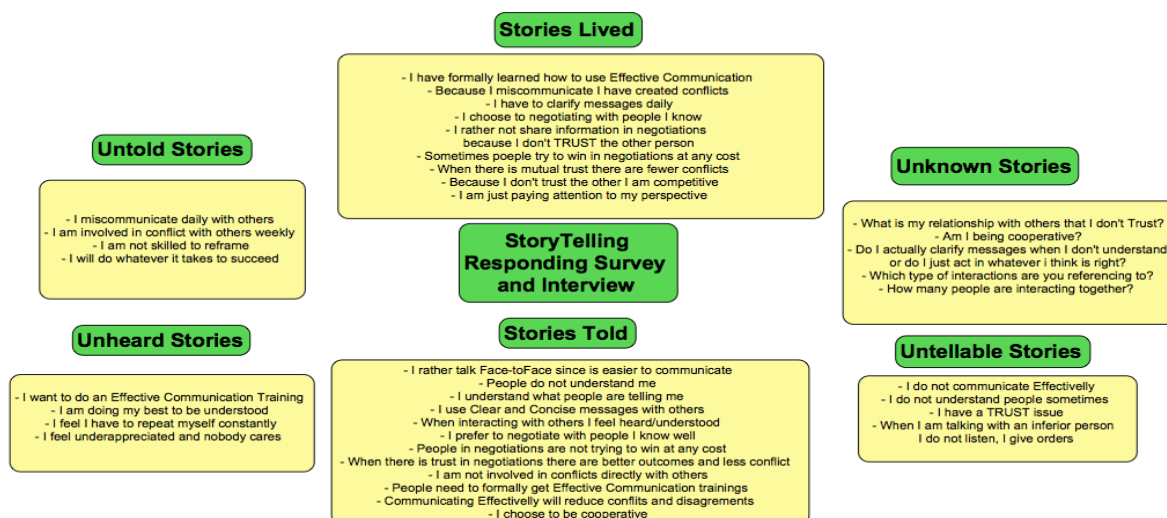 Stories Lived
- I have formally learned how to use Effective Communication
- Because I miscommunicate I have created conflicts
- I have to clarify messages daily
- I choose to negotiating with people I know
- I rather not share information in negotiations
because I don't TRUST the other person
- Sometimes poeple try to win in negotiations at any cost
- When there is mutual trust there are fewer conflicts
- Because I don't trust the other I am competitive
- I am just paying attention to my perspective
Untold Stories
- I miscommunicate daily with others
- I am involved in conflict with others weekly
- I am not skilled to reframe
- I will do whatever it takes to succeed
Unknown Stories
- What is my relationship with others that I don't Trust?
- Am I being cooperative?
- Do I actually clarify messages when I don't understand
or do I just act in whatever i think is right?
- Which type of interactions are you referencing to?
- How many people are interacting together?
StoryTelling
Responding Survey
and Interview
Unheard Stories
- I want to do an Effective Communication Training
- I am doing my best to be understood
- I feel I have to repeat myself constantly
- I feel underappreciated and nobody cares
Stories Told
- I rather talk Face-toFace since is easier to communicate
- People do not understand me
- I understand what people are telling me
- I use Clear and Concise messages with others
- When interacting with others I feel heard/understood
- I prefer to negotiate with people I know well
- People in negotiations are not trying to win at any cost
- When there is trust in negotiations there are better outcomes and less conflict
- I am not involved in conflicts directly with others
- People need to formally get Effective Communication trainings
- Communicating Effectivelly will reduce conflits and disagrements
- I choose to be cooperative
Untellable Stories
- I do not communicate Effectivelly
- I do not understand people sometimes
- I have a TRUST issue
- When I am talking with an inferior person
I do not listen, I give orders